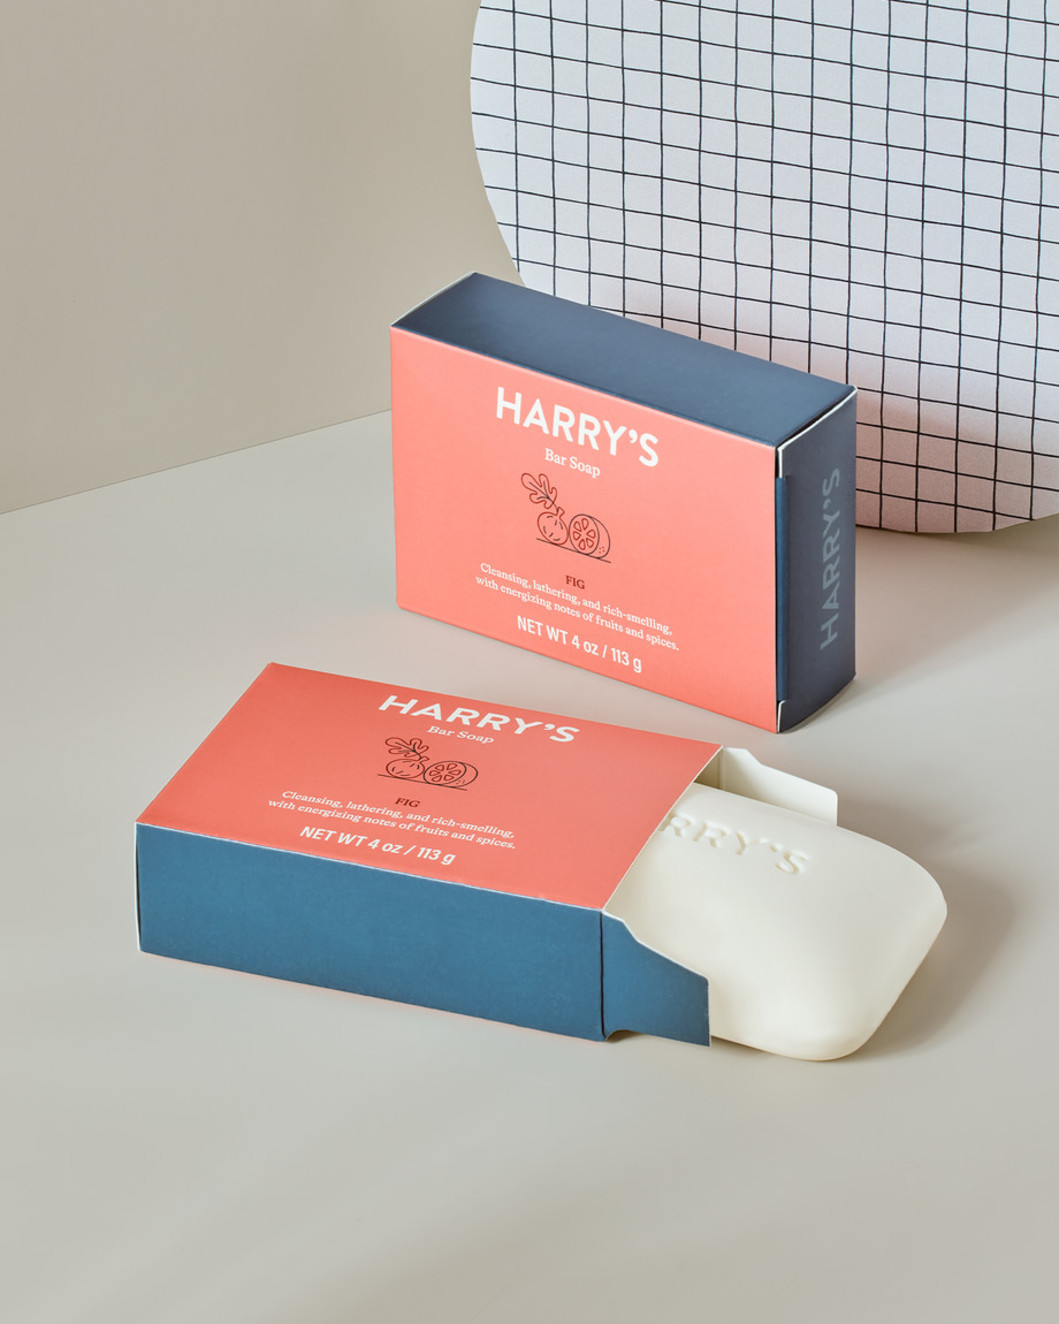 HARRY'S
Bar Soap
FIG
Cleansing, lathering, and rich-smelling,
with energizing notes of fruits and spices.
NET WT 4 oz / 113 g
HARRY'S
HARRY'S
Bar Soap
FIG
Cleansing, lathering, and rich-smelling,
with energizing notes of fruits and spices.
NET WT 4 oz / 113 g
RRY'S